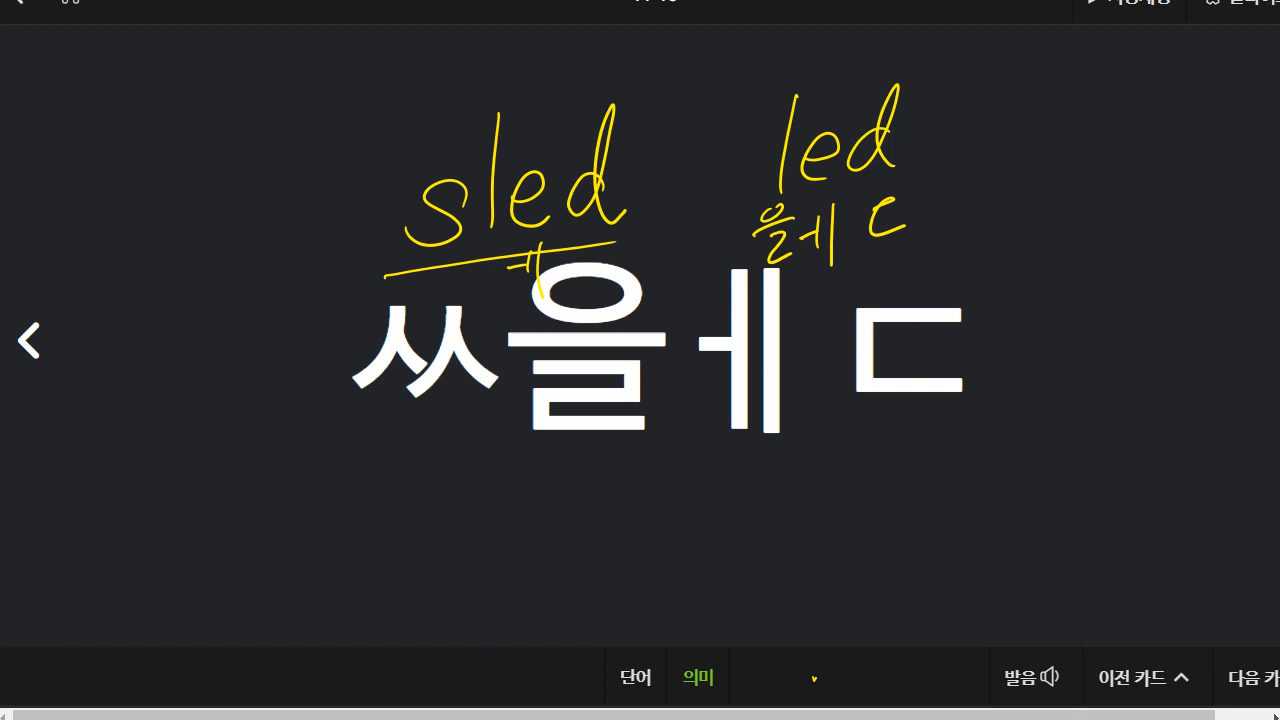 sled led
을ㅔ ㄷ
ㅔ
ㅆ을ㅔ ㄷ
단어 의미 발음 이전 카드 다음 카